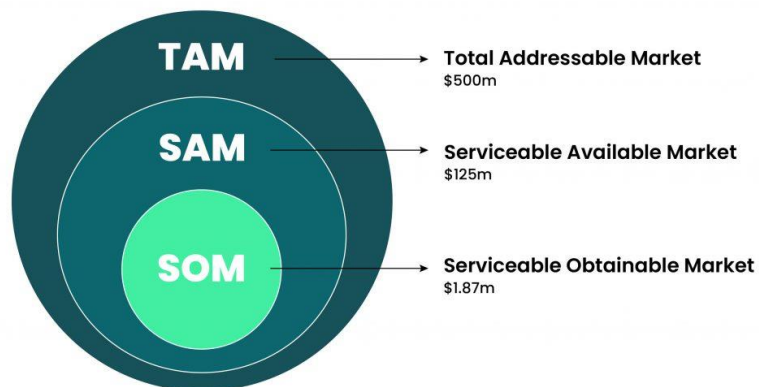 TAM
Total Addressable Market
$500m
SAM
Serviceable Available Market
$125m
SOM
Serviceable Obtainable Market
$1.87m